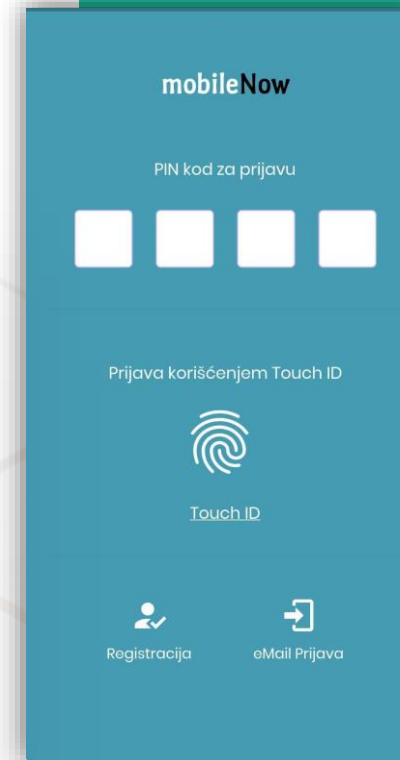 mobileNow
PIN kod za prijavu
Prijava korišćenjem Touch ID
Touch ID
Registracija
eMail Prijava